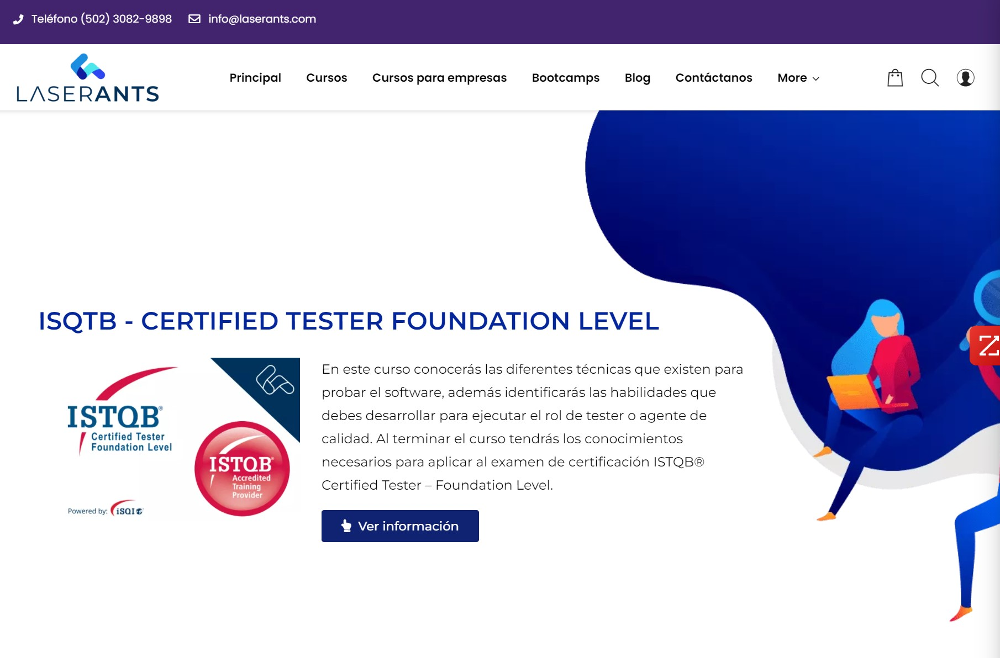 Teléfono (502) 3082-9898 info@laserants.com
LASERANTS
Principal Cursos Cursos para empresas Bootcamps Blog Contáctanos More
ISQTB - CERTIFIED TESTER FOUNDATION LEVEL
ISTQB®
Certified Tester
Foundation Level
ISTQB®
Accredited
Training
Provider
Powered by: iSQI
En este curso conocerás las diferentes técnicas que existen para
probar el software, además identificarás las habilidades que
debes desarrollar para ejecutar el rol de tester o agente de
calidad. Al terminar el curso tendrás los conocimientos
necesarios para aplicar al examen de certificación ISTQB®
Certified Tester – Foundation Level.
Ver información